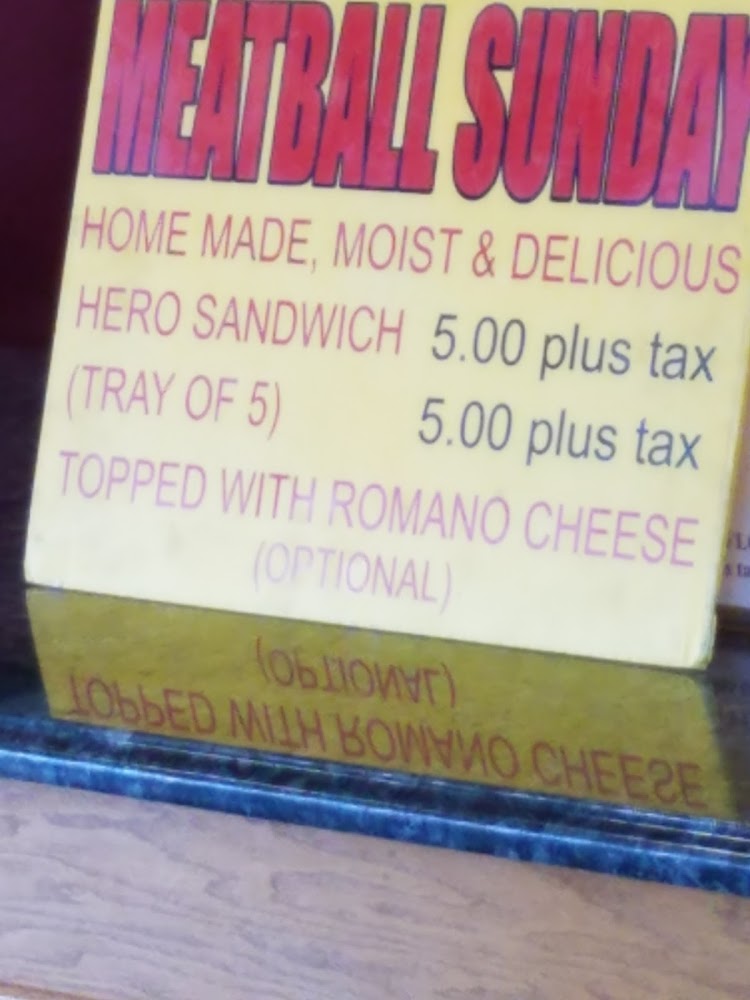 MEATBALL SUNDAY
HOME MADE, MOIST & DELICIOUS
HERO SANDWICH 5.00 plus tax
(TRAY OF 5) 5.00 plus tax
TOPPED WITH ROMANO CHEESE
(OPTIONAL)